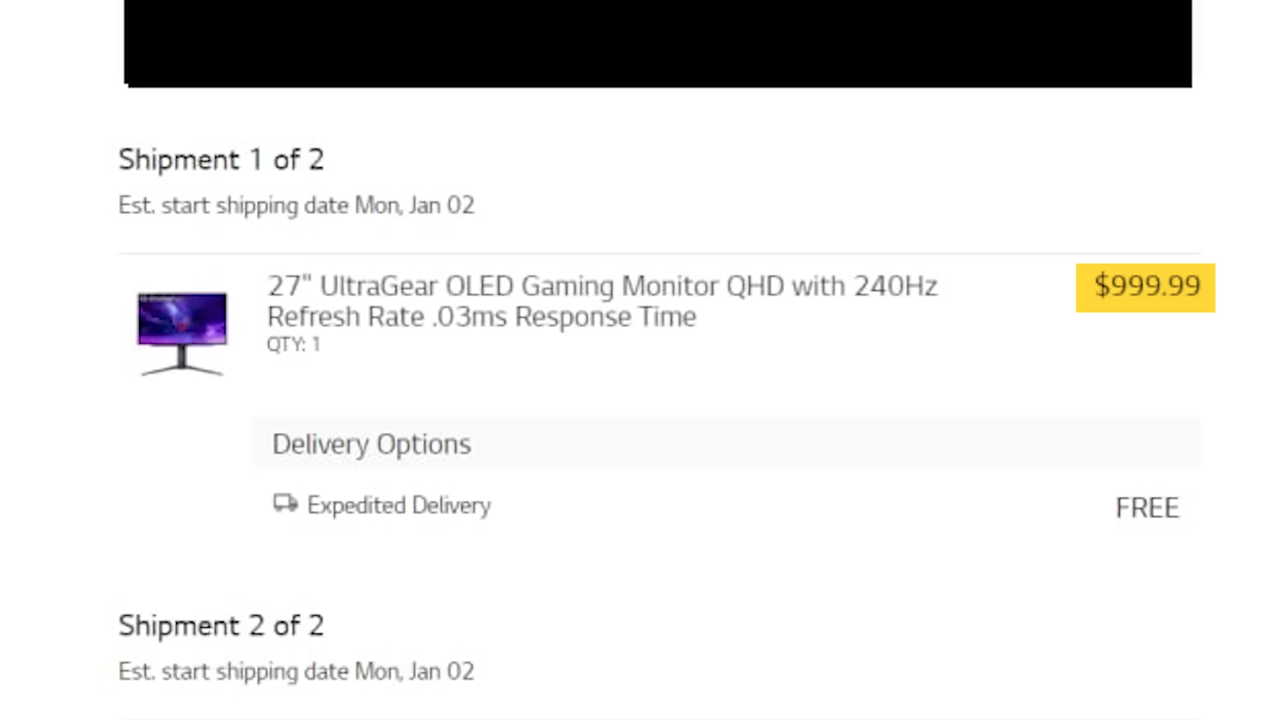 Shipment 1 of 2
Est. start shipping date Mon, Jan 02
27" UltraGear OLED Gaming Monitor QHD with 240Hz
$999.99
Refresh Rate .03ms Response Time
QTY: 1
Delivery Options
Expedited Delivery
FREE
Shipment 2 of 2
Est. start shipping date Mon, Jan 02